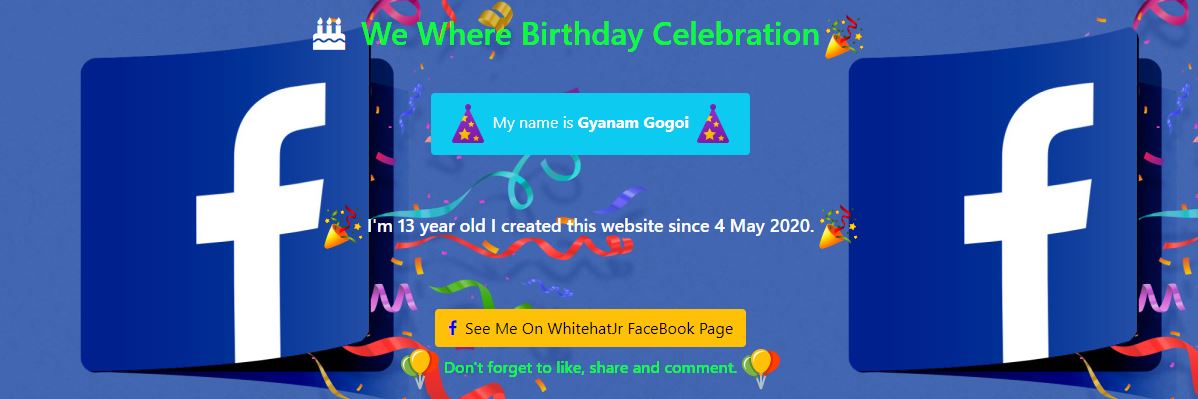 We Where Birthday Celebration
My name is Gyanam Gogoi
I'm 13 year old I created this website since 4 May 2020.
f See Me On WhitehatJr FaceBook Page
Don't forget to like, share and comment.
f
f